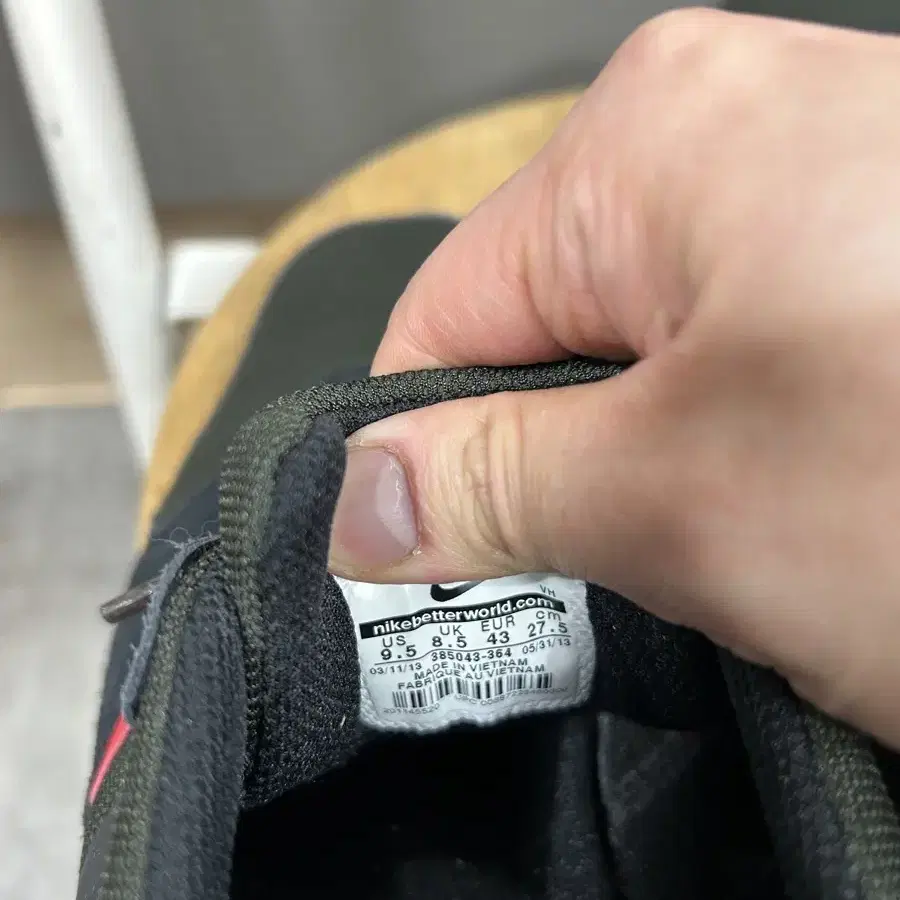 VH
nikebetterworld.com
US UK EUR cm
9.5 8.5 43 27.5
385043-364
03/11/13 05/31/13
MADE IN VIETNAM
FABRIQUE AU VIETNAM